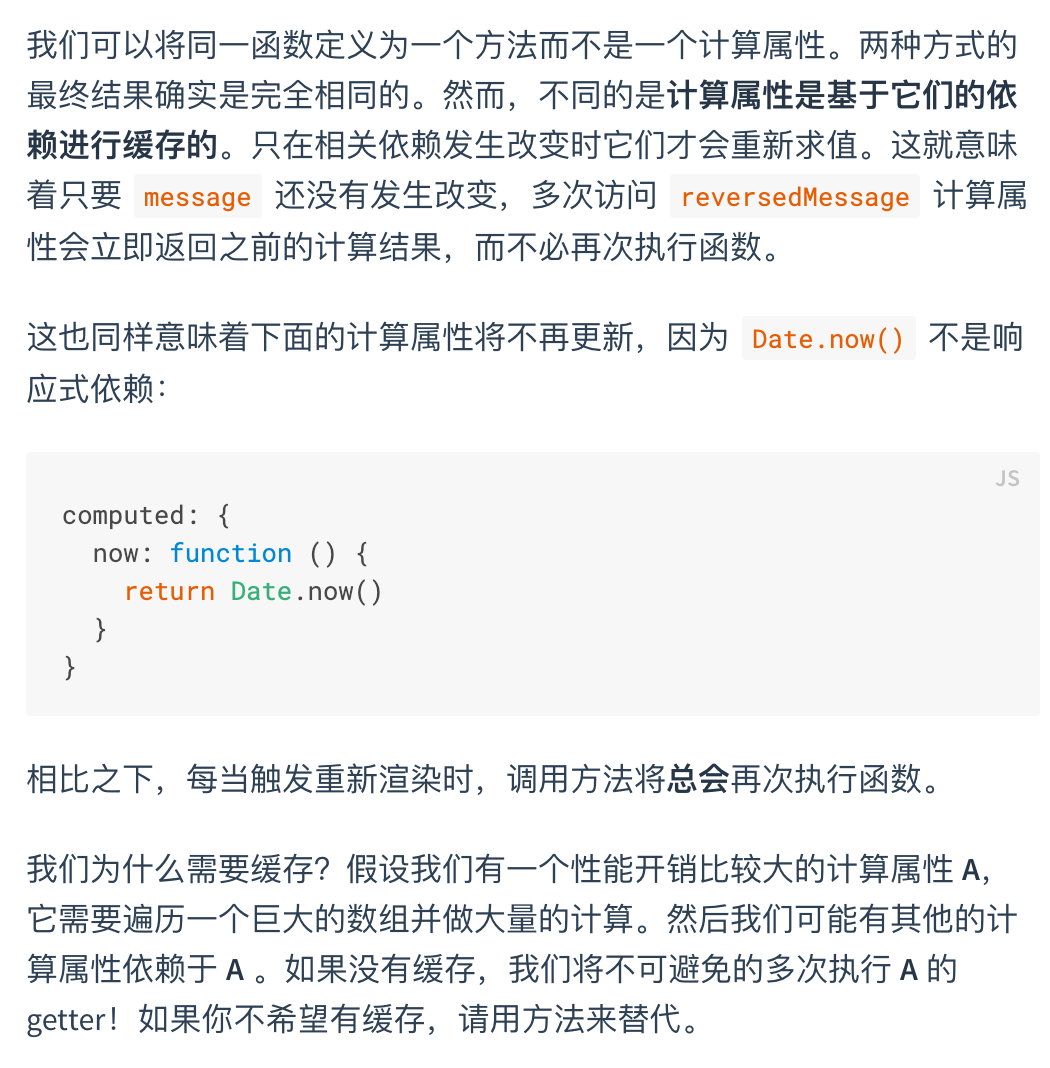 我们可以将同一函数定义为一个方法而不是一个计算属性。两种方式的
最终结果确实是完全相同的。然而，不同的是计算属性是基于它们的依
赖进行缓存的。只在相关依赖发生改变时它们才会重新求值。这就意味
着只要 message 还没有发生改变，多次访问 reversedMessage 计算属
性会立即返回之前的计算结果，而不必再次执行函数。
这也同样意味着下面的计算属性将不再更新，因为 Date.now() 不是响
应式依赖：
JS
computed: {
  now: function () {
    return Date.now()
  }
}
相比之下，每当触发重新渲染时，调用方法将总会再次执行函数。
我们为什么需要缓存？假设我们有一个性能开销比较大的计算属性 A，
它需要遍历一个巨大的数组并做大量的计算。然后我们可能有其他的计
算属性依赖于 A 。如果没有缓存，我们将不可避免的多次执行 A 的
getter！如果你不希望有缓存，请用方法来替代。